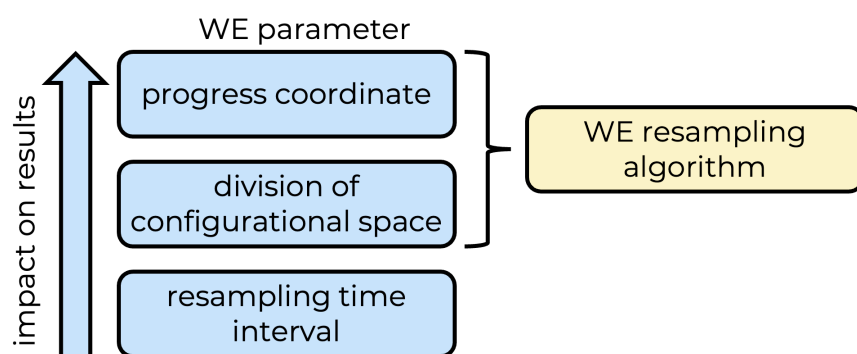 WE parameter
progress coordinate
division of
configurational space
resampling time
interval
WE resampling
algorithm
impact on results